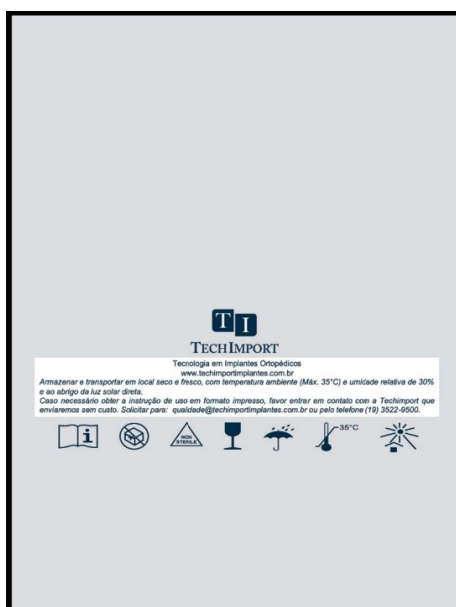 TI
TECHIMPORT
Tecnologia em Implantes Ortopédicos
www.techimportimplantes.com.br
Armazenar e transportar em local seco e fresco, com temperatura ambiente (Máx. 35°C) e umidade relativa de 30%
e ao abrigo da luz solar direta.
Caso necessário obter a instrução de uso em formato impresso, favor entrar em contato com a Techimport que
enviaremos sem custo. Solicitar para: qualidade@techimportimplantes.com.br ou pelo telefone (19) 3522-9500.
i
NON
STERILE
35°C